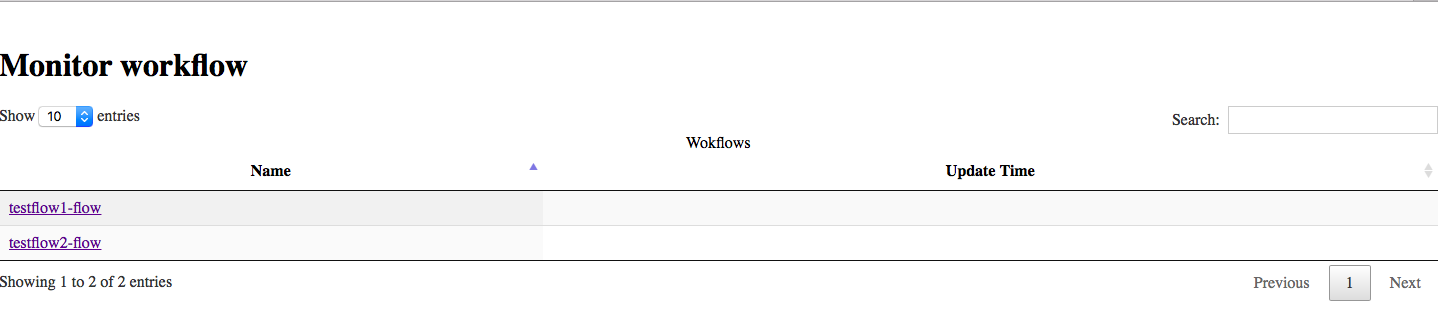 Monitor workflow
Show 10 entries
Search:
Wokflows
Name Update Time
testflow1-flow
testflow2-flow
Showing 1 to 2 of 2 entries
Previous 1 Next